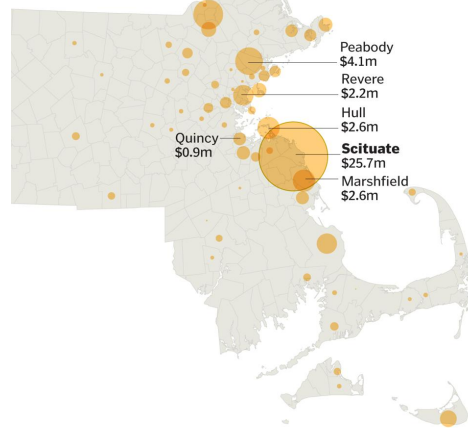 Peabody
$4.1m
Revere
$2.2m
Hull
$2.6m
Quincy
$0.9m
Scituate
$25.7m
Marshfield
$2.6m